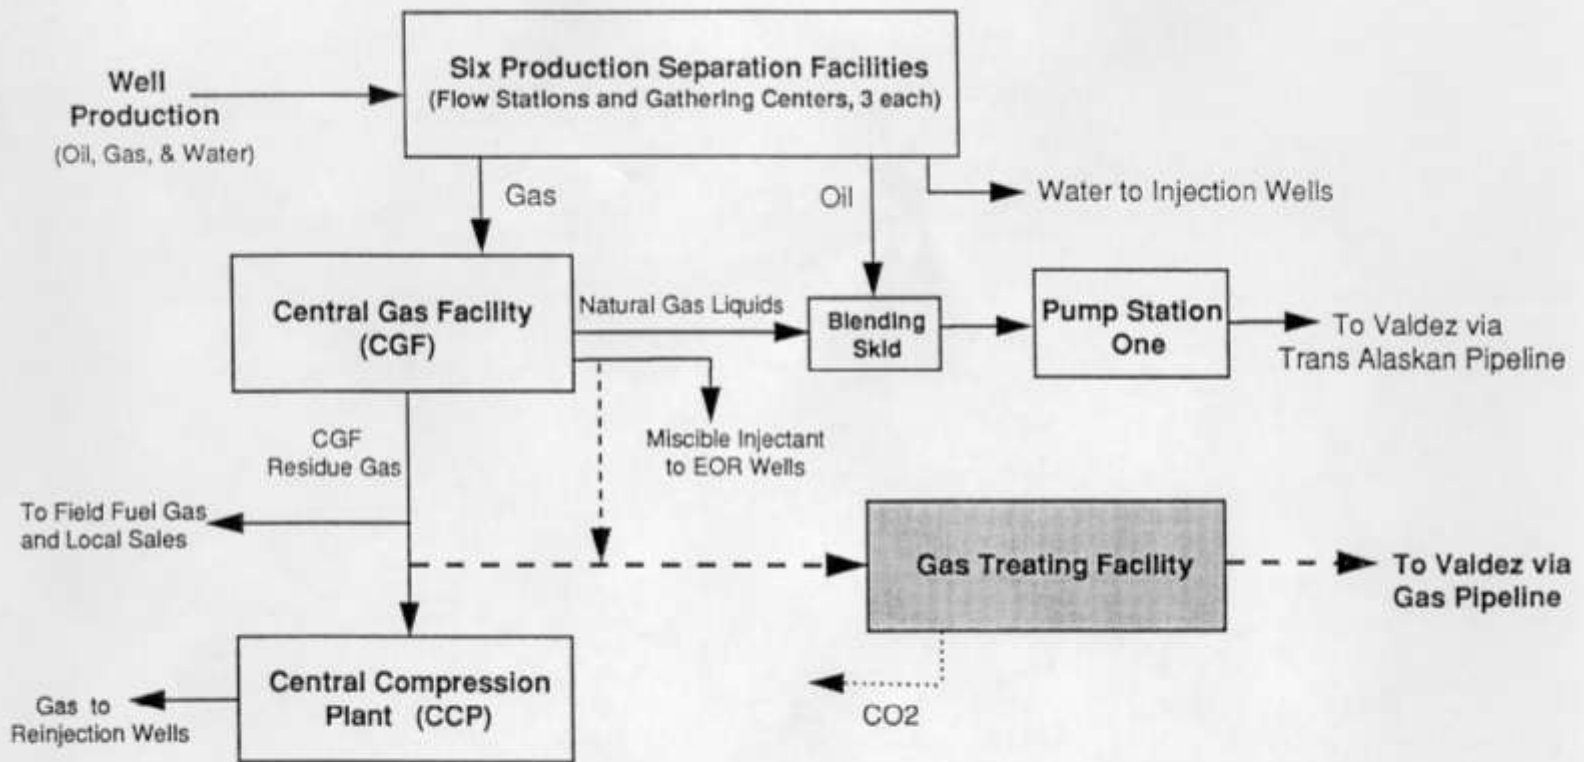 Six Production Separation Facilities
(Flow Stations and Gathering Centers, 3 each)
Well
Production
(Oil, Gas, & Water)
Gas
Oil
Water to Injection Wells
Central Gas Facility
(CGF)
Natural Gas Liquids
Blending
Skid
Pump Station
One
To Valdez via
Trans Alaskan Pipeline
CGF
Residue Gas
Miscible Injectant
to EOR Wells
To Field Fuel Gas
and Local Sales
Gas Treating Facility
To Valdez via
Gas Pipeline
Central Compression
Plant (CCP)
Gas to
Reinjection Wells
CO2